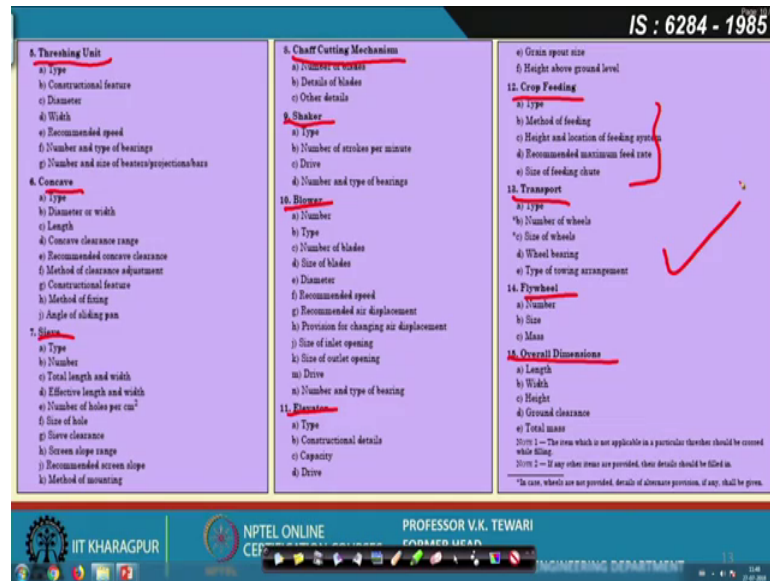 Page: 10 /
IS : 6284 - 1985
5. Threshing Unit
a) Type
b) Constructional feature
c) Diameter
d) Width
e) Recommended speed
f) Number and type of bearings
g) Number and size of beaters/projections/bars
6. Concave
a) Type
b) Diameter or width
c) Length
d) Concave clearance range
e) Recommended concave clearance
f) Method of clearance adjustment
g) Constructional feature
h) Method of fixing
j) Angle of sliding pan
7. Sieve
a) Type
b) Number
c) Total length and width
d) Effective length and width
e) Number of holes per cm²
f) Size of hole
g) Sieve clearance
h) Screen slope range
j) Recommended screen slope
k) Method of mounting
8. Chaff Cutting Mechanism
a) Number of blades
b) Details of blades
c) Other details
9. Shaker
a) Type
b) Number of strokes per minute
c) Drive
d) Number and type of bearings
10. Blower
a) Number
b) Type
c) Number of blades
d) Size of blades
e) Diameter
f) Recommended speed
g) Recommended air displacement
h) Provision for changing air displacement
j) Size of inlet opening
k) Size of outlet opening
m) Drive
n) Number and type of bearing
11. Elevator
a) Type
b) Constructional details
c) Capacity
d) Drive
e) Grain spout size
f) Height above ground level
12. Crop Feeding
a) Type
b) Method of feeding
c) Height and location of feeding system
d) Recommended maximum feed rate
e) Size of feeding chute
13. Transport
a) Type
*b) Number of wheels
*c) Size of wheels
d) Wheel bearing
e) Type of towing arrangement
14. Flywheel
a) Number
b) Size
c) Mass
15. Overall Dimensions
a) Length
b) Width
c) Height
d) Ground clearance
e) Total mass
NOTE 1 — The item which is not applicable in a particular thresher should be crossed
while filling.
NOTE 2 — If any other items are provided, their details should be filled in.
*In case, wheels are not provided, details of alternate provision, if any, shall be given.
IIT KHARAGPUR
NPTEL ONLINE
CERTIFICATION COURSES
NPTEL
PROFESSOR V.K. TEWARI
FORMER HEAD
ENGINEERING DEPARTMENT
13